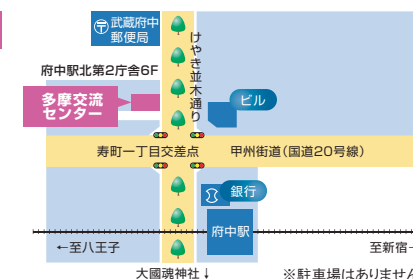 武蔵府中
郵便局
けやき並木通り
府中駅北第2庁舎6F
多摩交流
センター
ビル
寿町一丁目交差点
甲州街道(国道20号線)
銀行
府中駅
←至八王子
至新宿
大國魂神社↓
※駐車場はありません